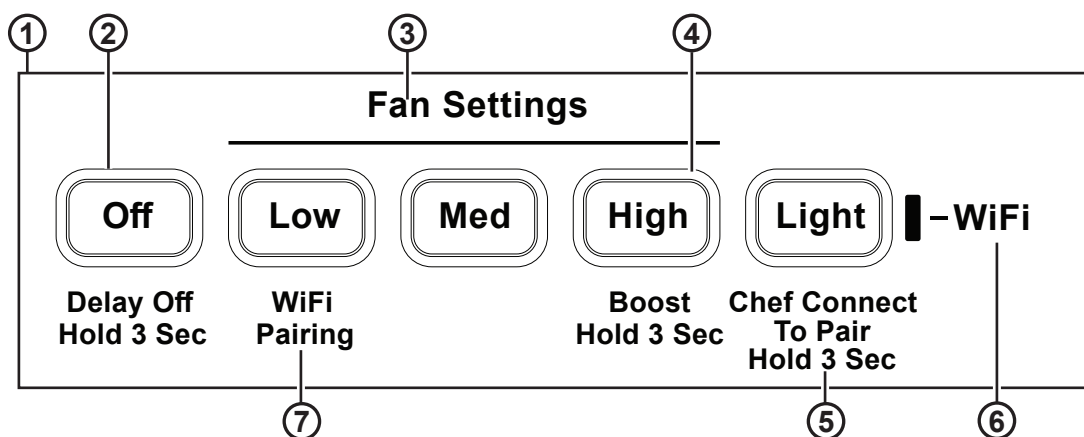 1 2 3 4
Fan Settings
Off Low Med High Light - WiFi
Delay Off WiFi Boost Chef Connect
Hold 3 Sec Pairing Hold 3 Sec To Pair
Hold 3 Sec
7 5 6